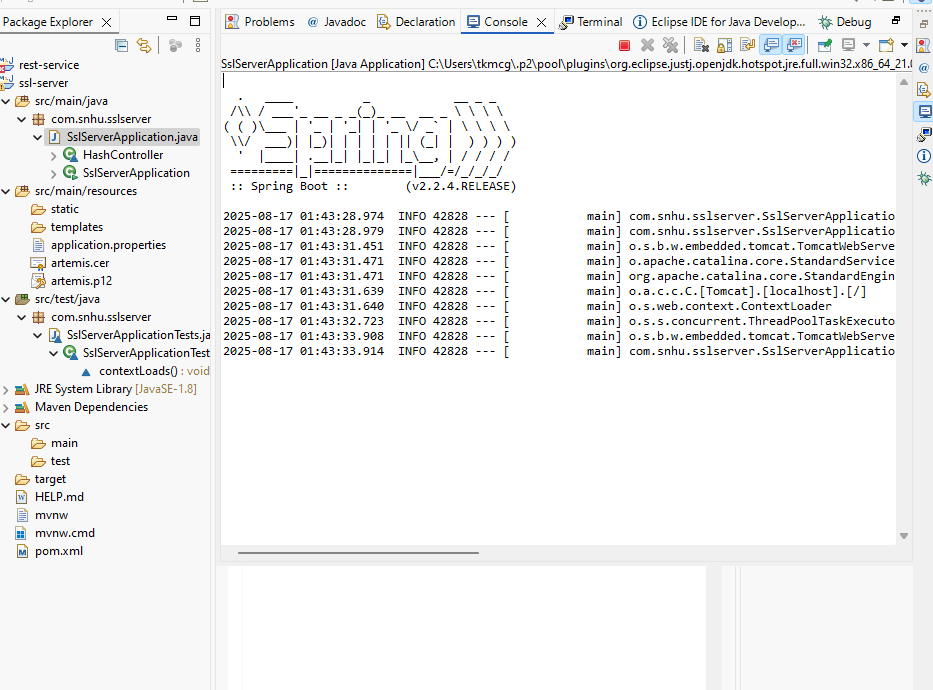 Package Explorer
rest-service
ssl-server
src/main/java
com.snhu.sslserver
SslServerApplication.java
HashController
SslServerApplication
src/main/resources
static
templates
application.properties
artemis.cer
artemis.p12
src/test/java
com.snhu.sslserver
SslServerApplicationTests.ja
SslServerApplicationTest
contextLoads() : void
JRE System Library [JavaSE-1.8]
Maven Dependencies
src
main
test
target
HELP.md
mvnw
mvnw.cmd
pom.xml
Problems @ Javadoc Declaration Console Terminal Eclipse IDE for Java Develop... Debug
SslServerApplication [Java Application] C:\Users\tkmcg\.p2\pool\plugins\org.eclipse.justj.openjdk.hotspot.jre.full.win32.x86_64_21.0
  .   ____          _            __ _ _
 /\\ / ___'_ __ _ _(_)_ __  __ _ \ \ \ \
( ( )\___ | '_ | '_| | '_ \/ _` | \ \ \ \
 \\/  ___)| |_)| | | | | || (_| |  ) ) ) )
  '  |____| .__|_| |_|_| |_\__, | / / / /
 =========|_|==============|___/=/_/_/_/
 :: Spring Boot ::        (v2.2.4.RELEASE)
2025-08-17 01:43:28.974  INFO 42828 --- [           main] com.snhu.sslserver.SslServerApplicatio
2025-08-17 01:43:28.979  INFO 42828 --- [           main] com.snhu.sslserver.SslServerApplicatio
2025-08-17 01:43:31.451  INFO 42828 --- [           main] o.s.b.w.embedded.tomcat.TomcatWebServe
2025-08-17 01:43:31.471  INFO 42828 --- [           main] o.apache.catalina.core.StandardService
2025-08-17 01:43:31.471  INFO 42828 --- [           main] org.apache.catalina.core.StandardEngin
2025-08-17 01:43:31.639  INFO 42828 --- [           main] o.a.c.c.C.[Tomcat].[localhost].[/]
2025-08-17 01:43:31.640  INFO 42828 --- [           main] o.s.web.context.ContextLoader
2025-08-17 01:43:32.723  INFO 42828 --- [           main] o.s.s.concurrent.ThreadPoolTaskExecuto
2025-08-17 01:43:33.908  INFO 42828 --- [           main] o.s.b.w.embedded.tomcat.TomcatWebServe
2025-08-17 01:43:33.914  INFO 42828 --- [           main] com.snhu.sslserver.SslServerApplicatio